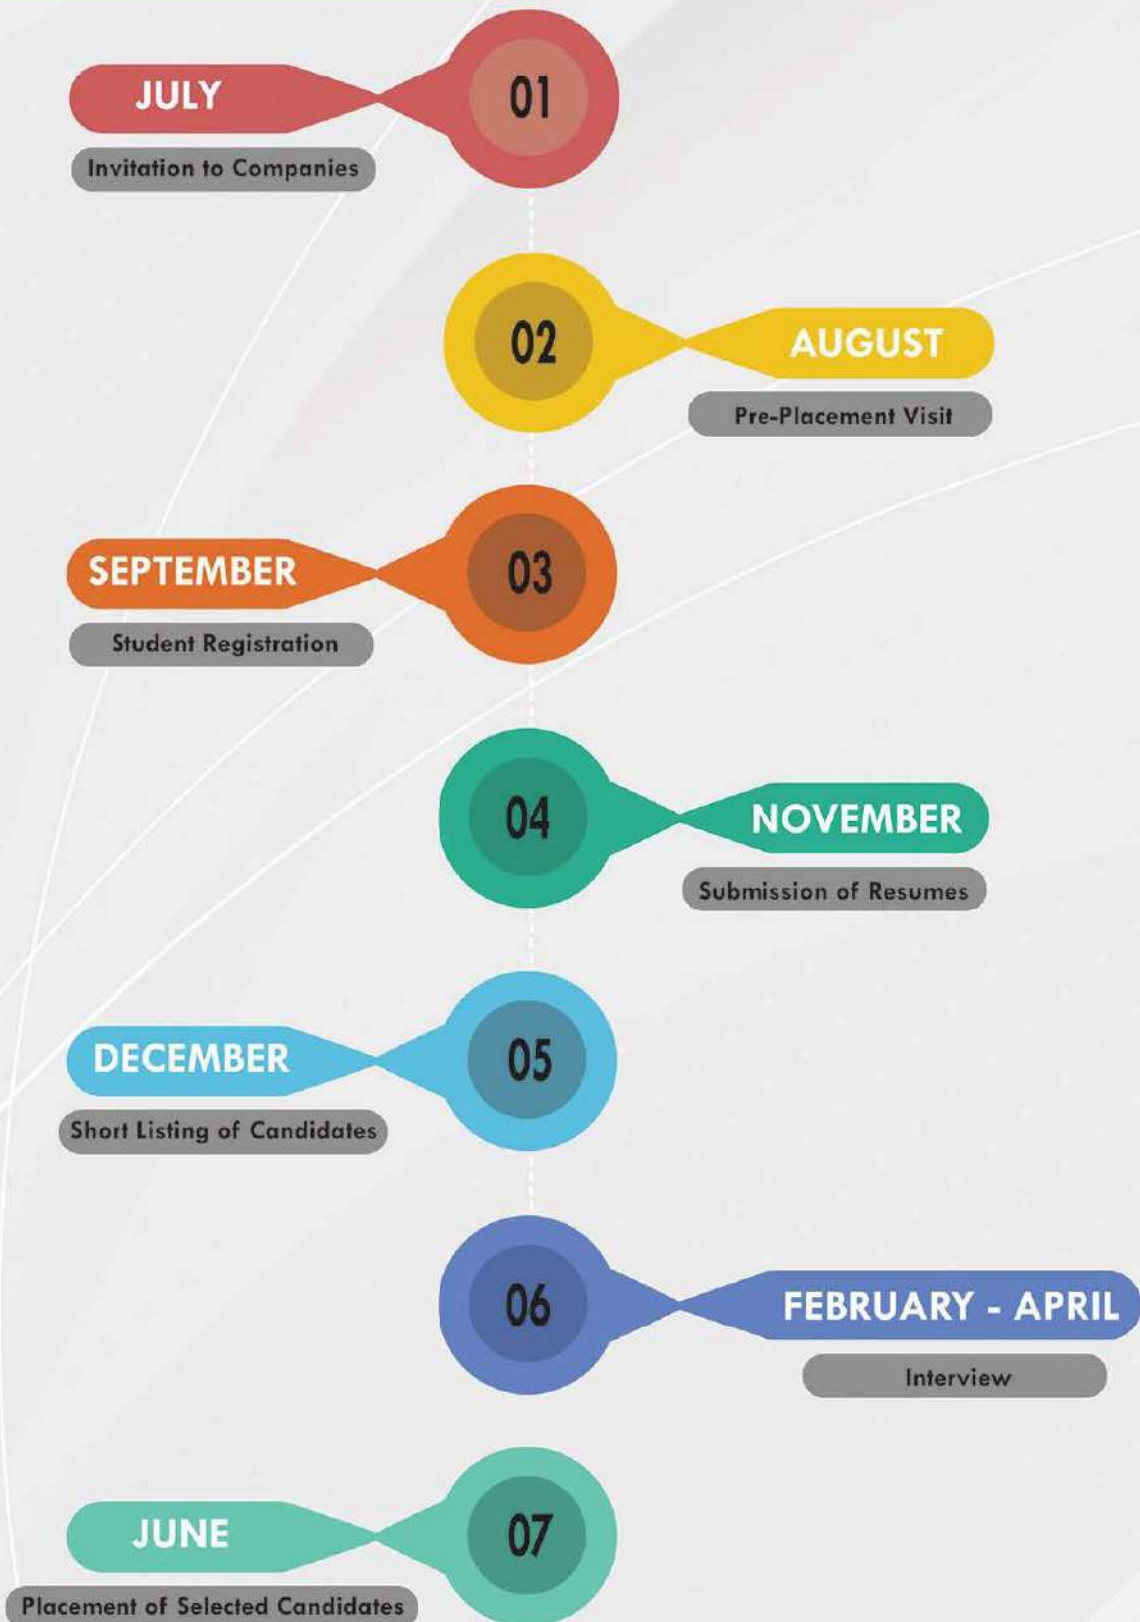 JULY
01
Invitation to Companies
02
AUGUST
Pre-Placement Visit
SEPTEMBER
03
Student Registration
04
NOVEMBER
Submission of Resumes
DECEMBER
05
Short Listing of Candidates
06
FEBRUARY - APRIL
Interview
JUNE
07
Placement of Selected Candidates